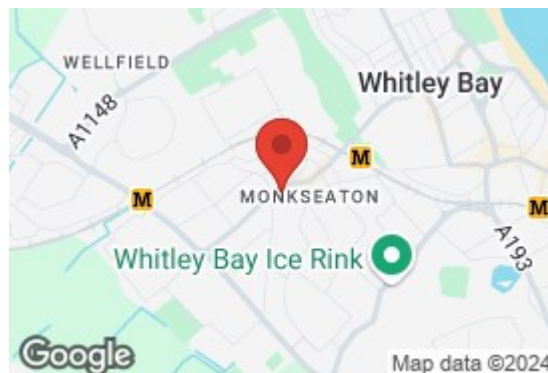 WELLFIELD
A1148
Whitley Bay
M
M
MONKSEATON
M
A193
Whitley Bay Ice Rink
Google
Map data ©2024